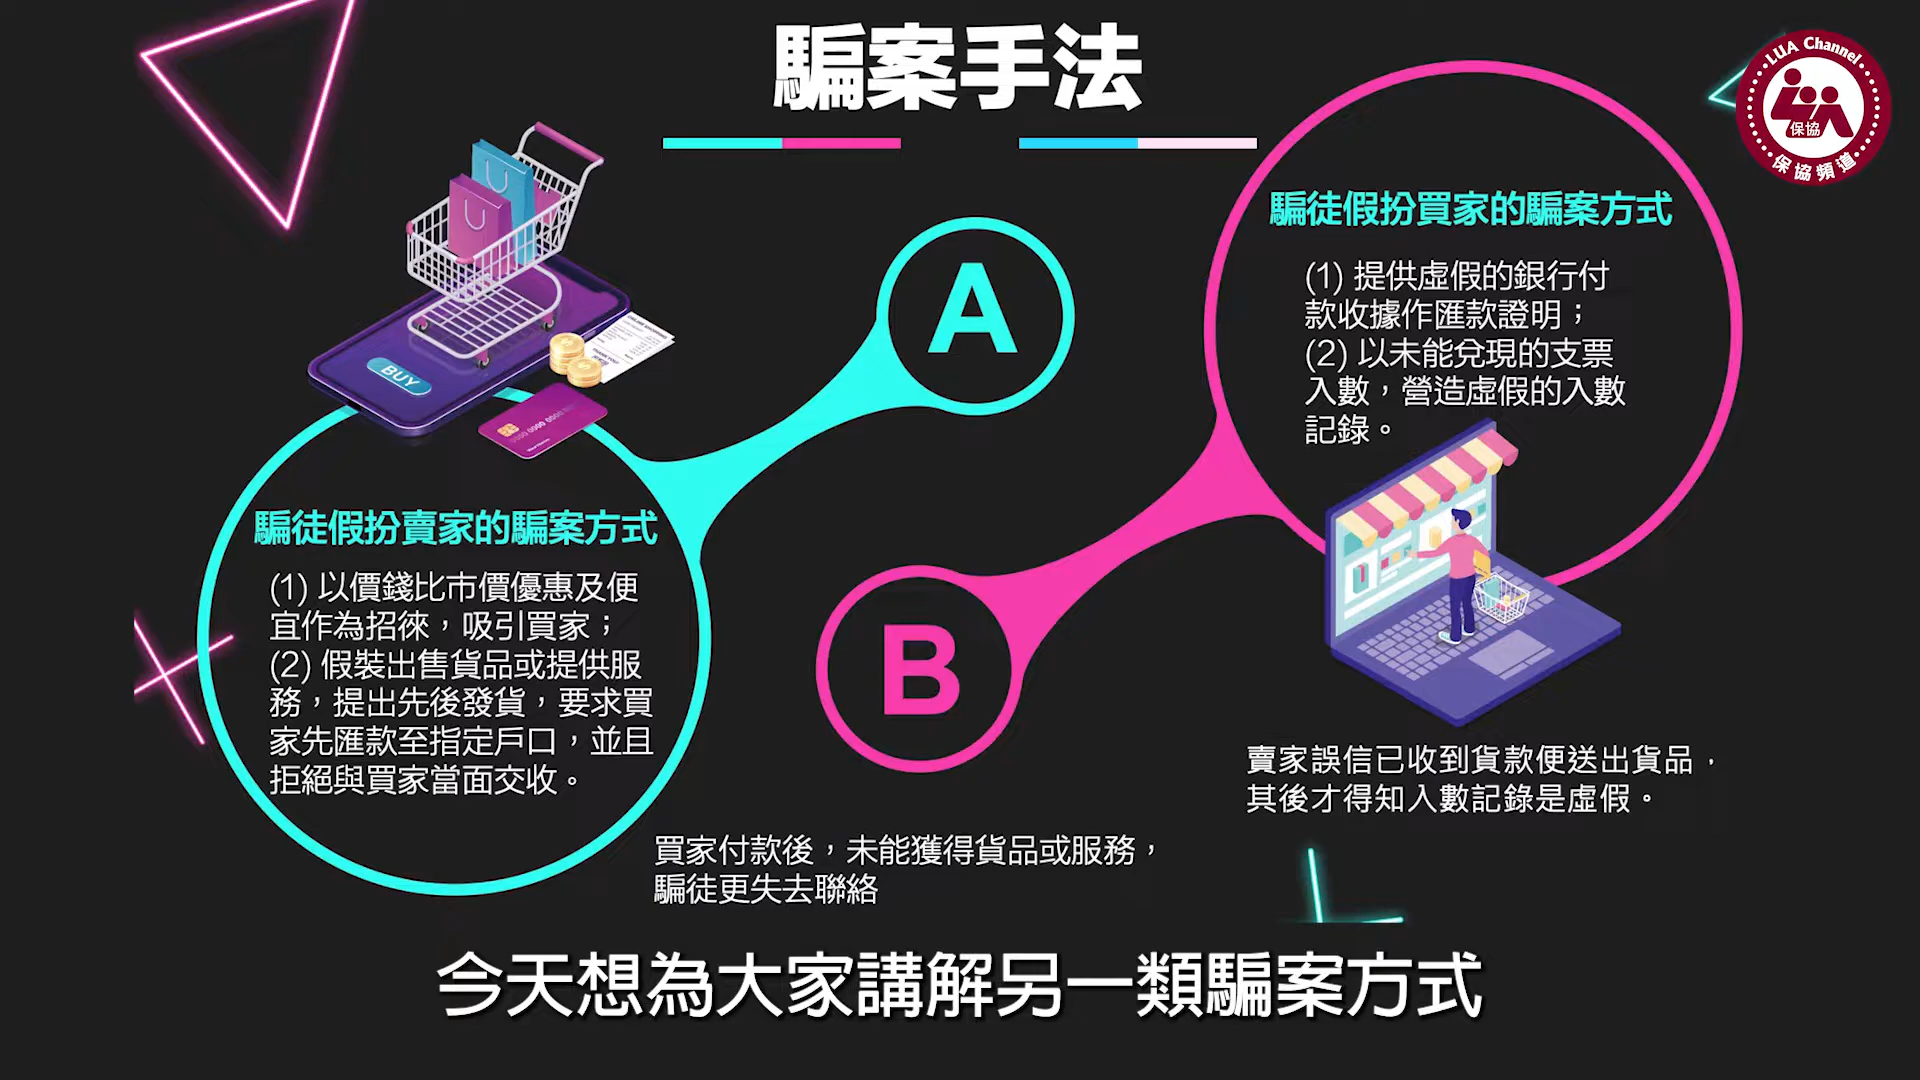 騙案手法
LUA Channel
保協
保協頻道
A
騙徒假扮賣家的騙案方式
(1) 以價錢比市價優惠及便
宜作為招徠，吸引買家；
(2) 假裝出售貨品或提供服
務，提出先後發貨，要求買
家先匯款至指定戶口，並且
拒絕與買家當面交收。
買家付款後，未能獲得貨品或服務，
騙徒更失去聯絡
BUY
B
騙徒假扮買家的騙案方式
(1) 提供虛假的銀行付
款收據作匯款證明；
(2) 以未能兌現的支票
入數，營造虛假的入數
記錄。
賣家誤信已收到貨款便送出貨品，
其後才得知入數記錄是虛假。
今天想為大家講解另一類騙案方式